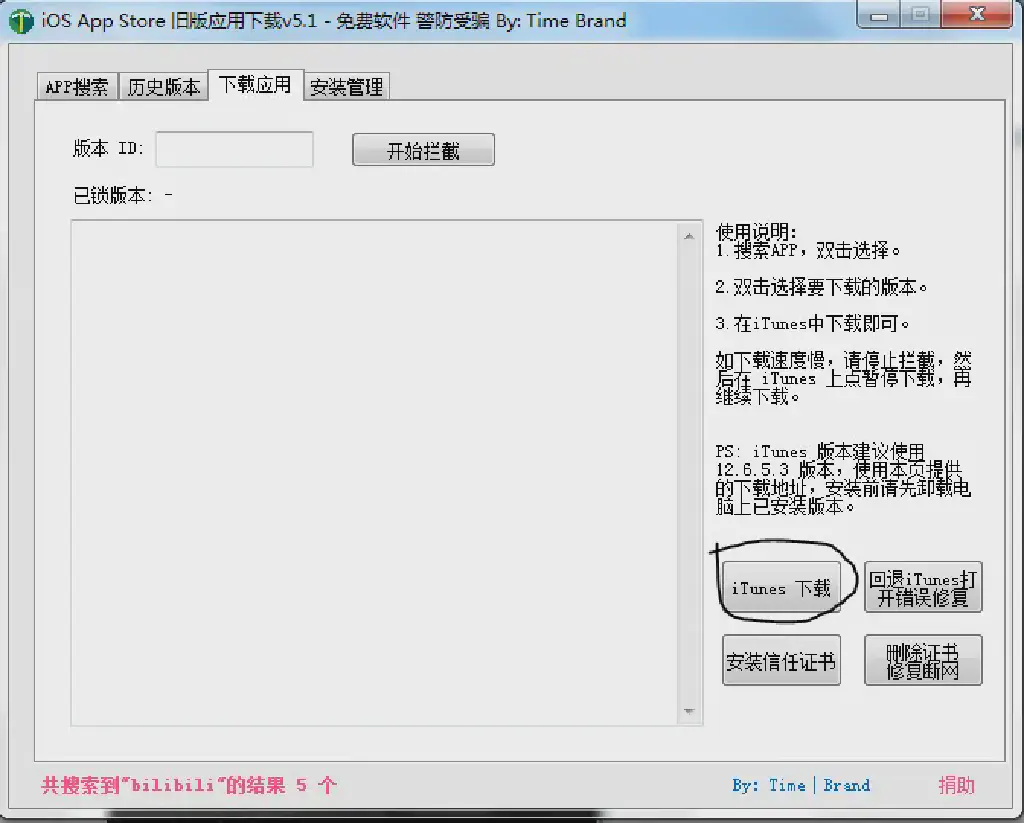 iOS App Store 旧版应用下载v5.1 - 免费软件 警防受骗 By: Time Brand
APP搜索 历史版本 下载应用 安装管理
版本 ID: 开始拦截
已锁版本: -
使用说明:
1.搜索APP，双击选择。
2.双击选择要下载的版本。
3.在iTunes中下载即可。
如下载速度慢，请停止拦截，然
后在 iTunes 上点暂停下载，再
继续下载。
PS: iTunes 版本建议使用
12.6.5.3 版本，使用本页提供
的下载地址，安装前请先卸载电
脑上已安装版本。
iTunes 下载
回退iTunes打
开错误修复
安装信任证书
删除证书
修复断网
共搜索到"bilibili"的结果 5 个
By: Time|Brand
捐助